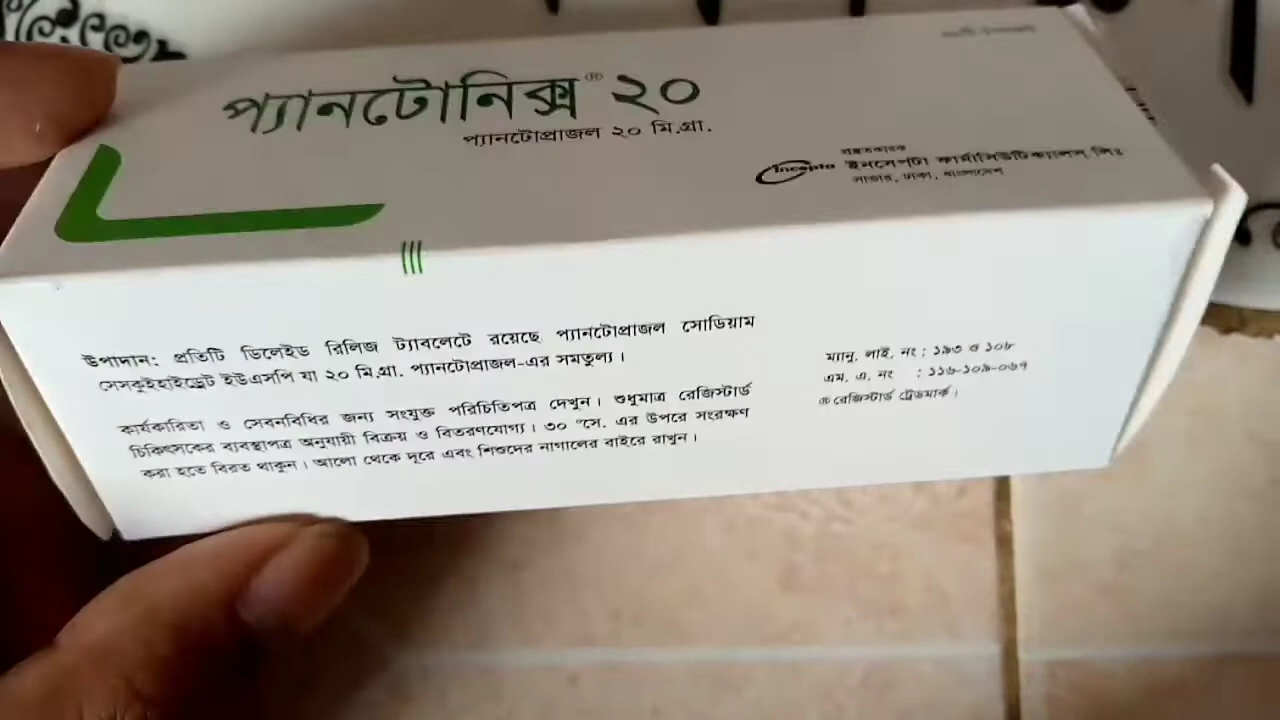 প্যানটোনিক্স® ২০
প্যানটোপ্রাজল ২০ মি.গ্রা.
প্রস্তুতকারক
Incepta ইনসেপ্টা ফার্মাসিউটিক্যালস্ লিঃ
সাভার, ঢাকা, বাংলাদেশ
উপাদান: প্রতিটি ডিলেইড রিলিজ ট্যাবলেটে রয়েছে প্যানটোপ্রাজল সোডিয়াম
সেসকুইহাইড্রেট ইউএসপি যা ২০ মি.গ্রা. প্যানটোপ্রাজল-এর সমতুল্য।
কার্যকারিতা ও সেবনবিধির জন্য সংযুক্ত পরিচিতিপত্র দেখুন। শুধুমাত্র রেজিস্টার্ড
চিকিৎসকের ব্যবস্থাপত্র অনুযায়ী বিক্রয় ও বিতরণযোগ্য। ৩০ °সে. এর উপরে সংরক্ষণ
করা হতে বিরত থাকুন। আলো থেকে দূরে এবং শিশুদের নাগালের বাইরে রাখুন।
ম্যানু. লাই. নং : ১৯৩ ও ১০৮
এম. এ. নং : ১১৬-১০৯-০৬৭
® রেজিস্টার্ড ট্রেডমার্ক।